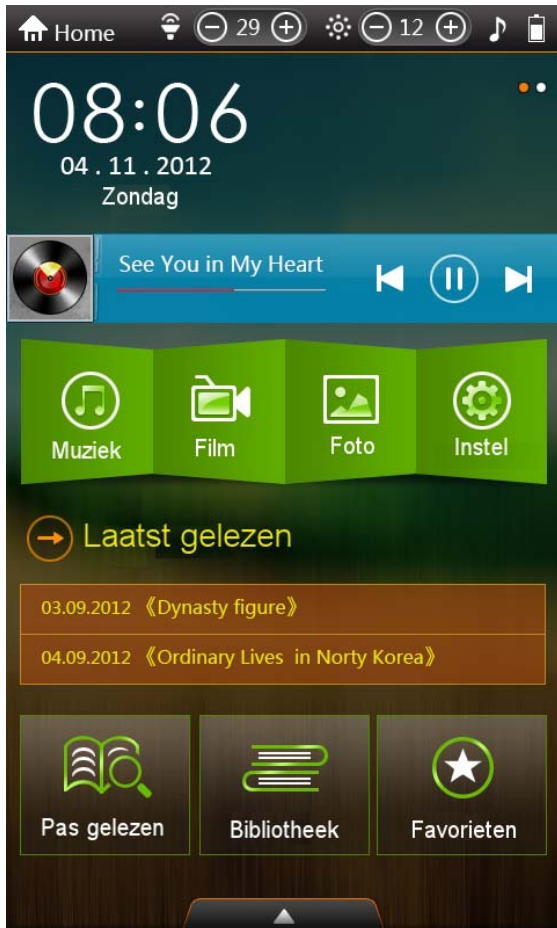 Home 29 12
08:06
04 . 11 . 2012
Zondag
See You in My Heart
Muziek Film Foto Instel
Laatst gelezen
03.09.2012 《Dynasty figure》
04.09.2012 《Ordinary Lives in Norty Korea》
Pas gelezen Bibliotheek Favorieten